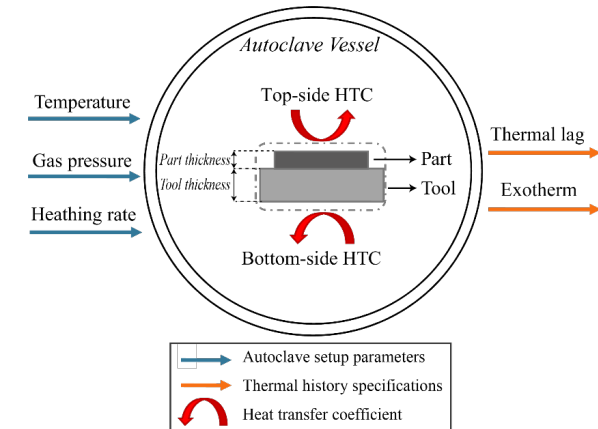 Autoclave Vessel
Temperature
Gas pressure
Heathing rate
Top-side HTC
Part thickness
Tool thickness
Part
Tool
Bottom-side HTC
Thermal lag
Exotherm
Autoclave setup parameters
Thermal history specifications
Heat transfer coefficient